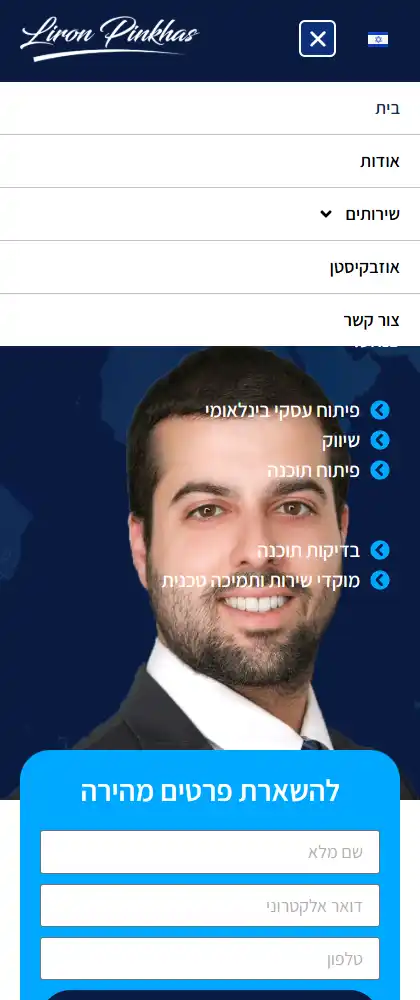 Liron Pinkhas
בית
אודות
שירותים
אוזבקיסטן
צור קשר
פיתוח עסקי בינלאומי
שיווק
פיתוח תוכנה
בדיקות תוכנה
מוקדי שירות ותמיכה טכנית
להשארת פרטים מהירה
שם מלא
דואר אלקטרוני
טלפון